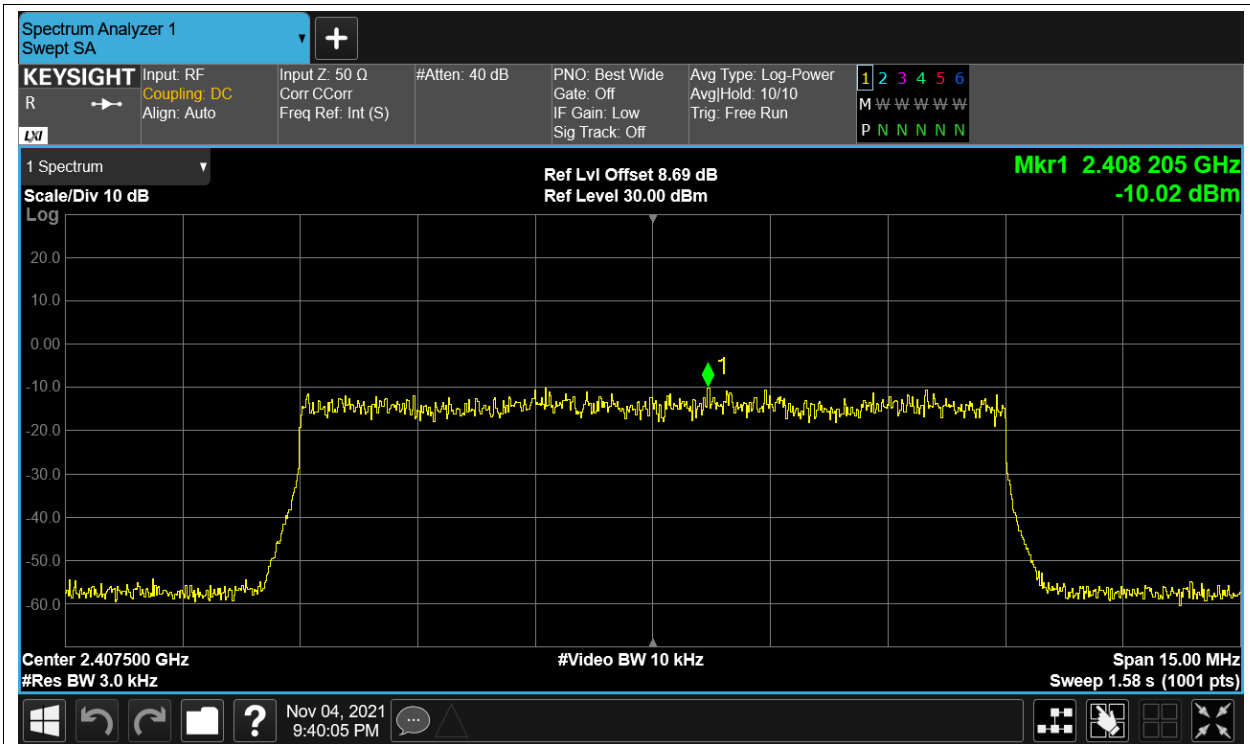 Spectrum Analyzer 1
Swept SA
KEYSIGHT
R
LXI
Input: RF
Coupling: DC
Align: Auto
Input Z: 50 Ω
Corr CCorr
Freq Ref: Int (S)
#Atten: 40 dB
PNO: Best Wide
Gate: Off
IF Gain: Low
Sig Track: Off
Avg Type: Log-Power
Avg|Hold: 10/10
Trig: Free Run
1 2 3 4 5 6
M W W W W W
P N N N N N
1 Spectrum
Scale/Div 10 dB
Ref Lvl Offset 8.69 dB
Ref Level 30.00 dBm
Mkr1 2.408 205 GHz
-10.02 dBm
Log
20.0
10.0
0.00
-10.0
-20.0
-30.0
-40.0
-50.0
-60.0
1
Center 2.407500 GHz
#Res BW 3.0 kHz
#Video BW 10 kHz
Span 15.00 MHz
Sweep 1.58 s (1001 pts)
?
Nov 04, 2021
9:40:05 PM